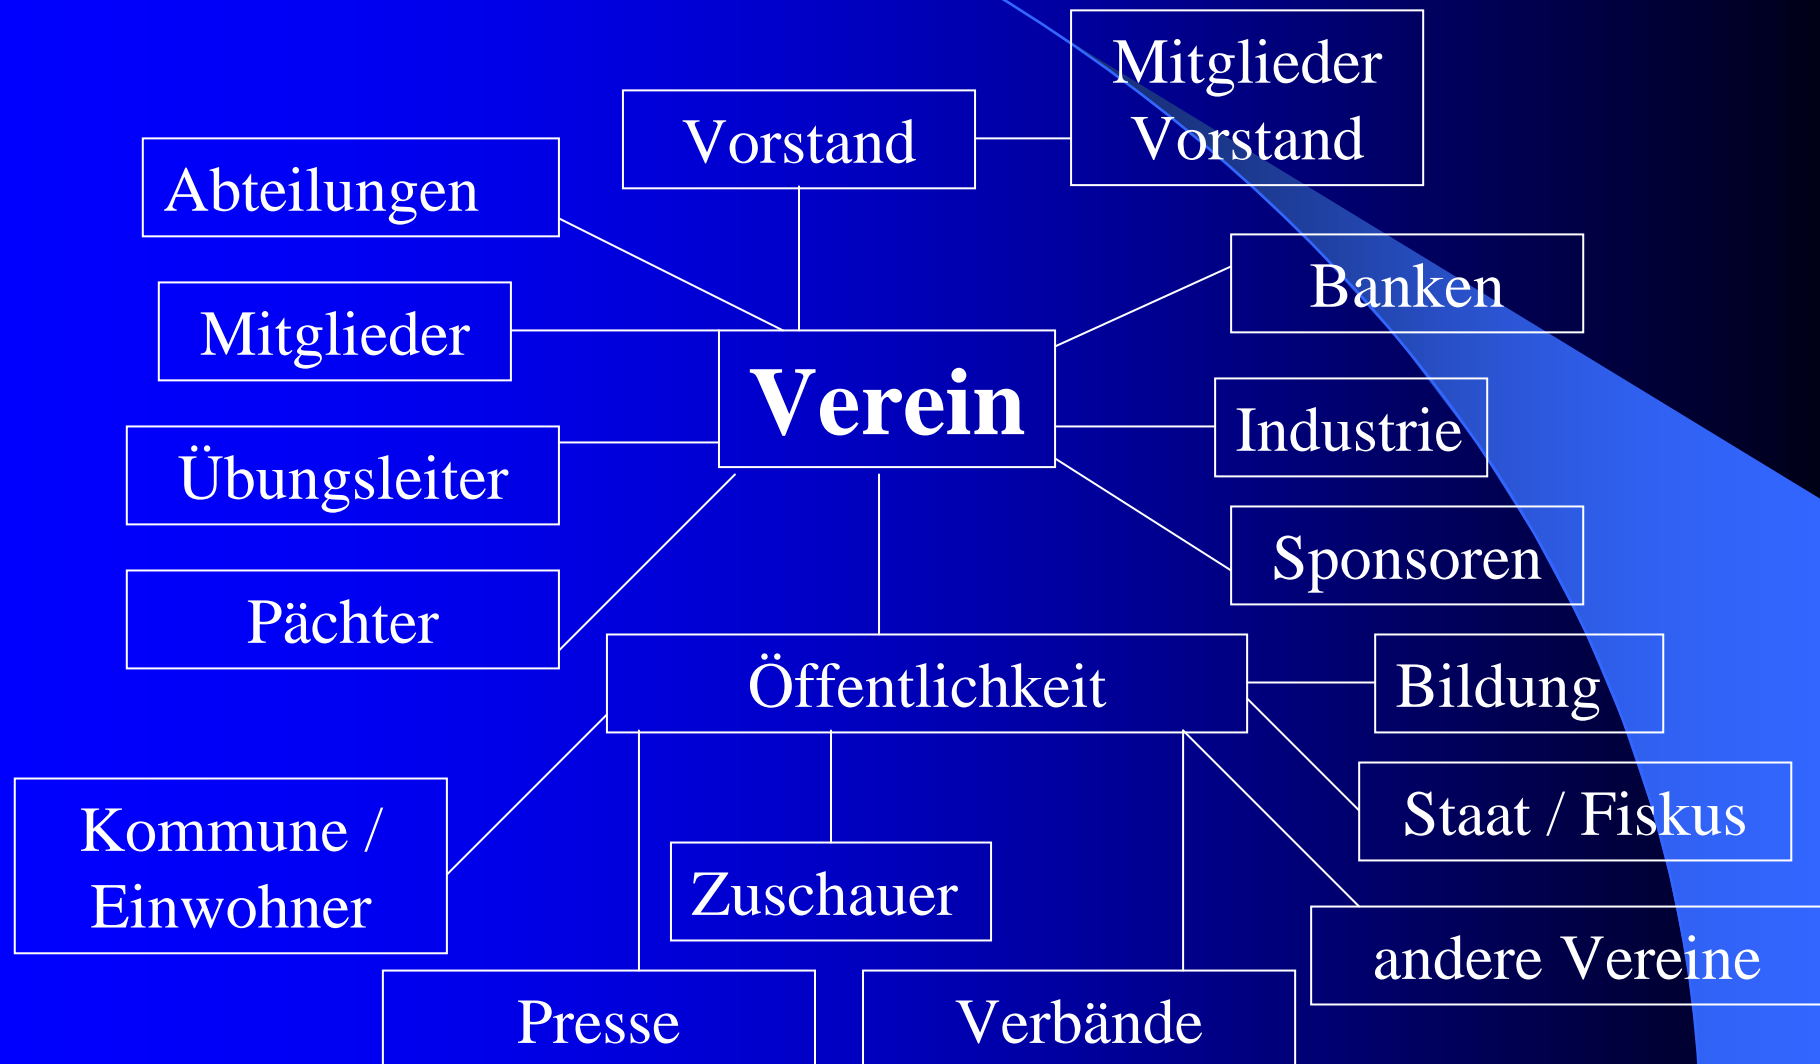 Mitglieder
Vorstand
Vorstand
Abteilungen
Banken
Mitglieder
Verein
Industrie
Übungsleiter
Sponsoren
Pächter
Öffentlichkeit
Bildung
Kommune /
Einwohner
Staat / Fiskus
Zuschauer
andere Vereine
Presse
Verbände